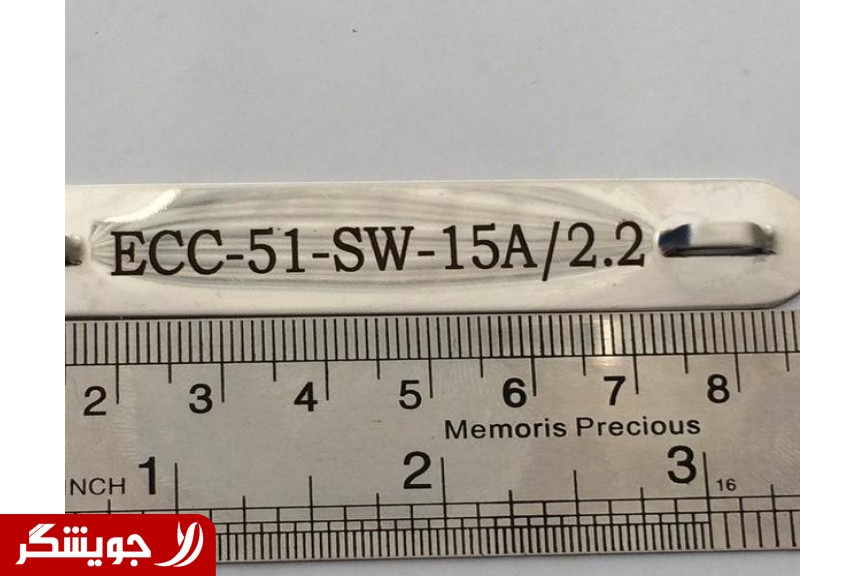 ECC-51-SW-15A/2.2
2 3 4 5 6 7 8
Memoris Precious
INCH 1 2 3 16
جویشگر